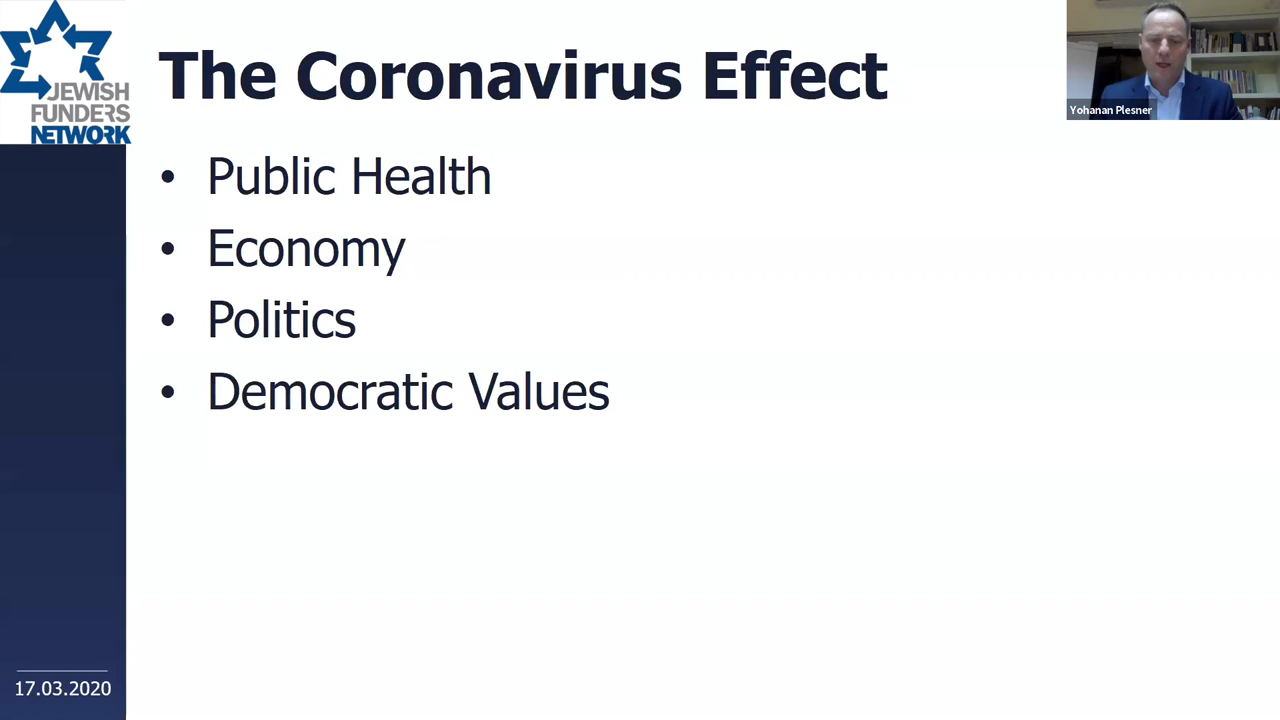 JEWISH
FUNDERS
NETWORK
The Coronavirus Effect
Yohanan Plesner
• Public Health
• Economy
• Politics
• Democratic Values
17.03.2020